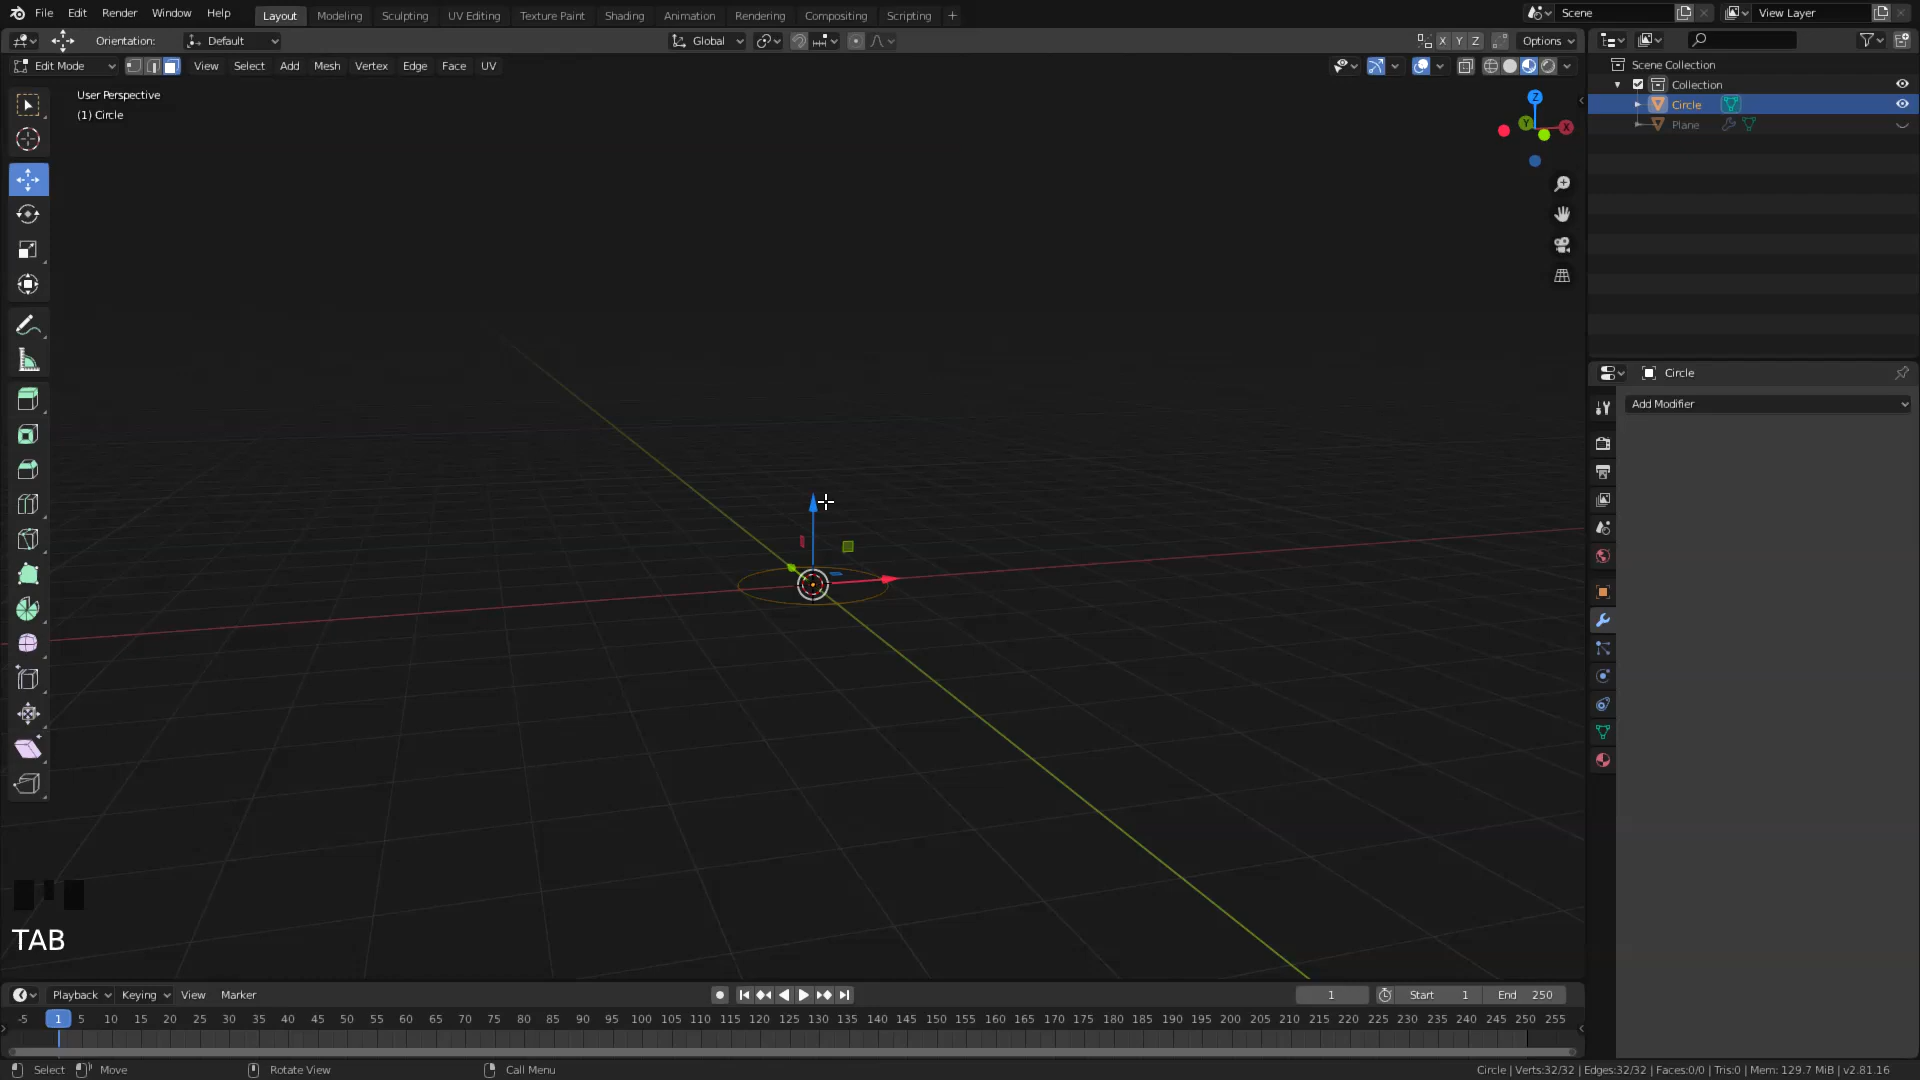 File Edit Render Window Help Layout Modeling Sculpting UV Editing Texture Paint Shading Animation Rendering Compositing Scripting + Scene View Layer
Orientation: Default Global X Y Z Options
Edit Mode View Select Add Mesh Vertex Edge Face UV
User Perspective
(1) Circle
Z
Y
X
Scene Collection
Collection
Circle
Plane
Circle
Add Modifier
TAB
Playback Keying View Marker 1 Start 1 End 250
-5 1 5 10 15 20 25 30 35 40 45 50 55 60 65 70 75 80 85 90 95 100 105 110 115 120 125 130 135 140 145 150 155 160 165 170 175 180 185 190 195 200 205 210 215 220 225 230 235 240 245 250 255
Select Move Rotate View Call Menu Circle | Verts:32/32 | Edges:32/32 | Faces:0/0 | Tris:0 | Mem: 129.7 MiB | v2.81.16